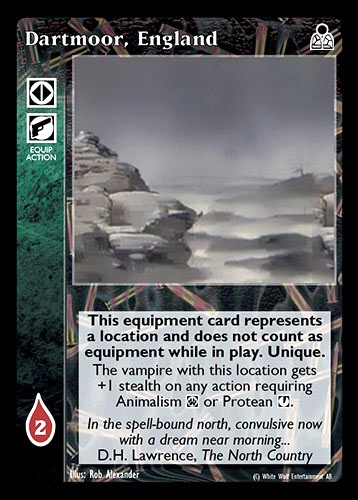 Dartmoor, England
EQUIP
ACTION
This equipment card represents
a location and does not count as
equipment while in play. Unique.
The vampire with this location gets
+1 stealth on any action requiring
Animalism or Protean .
In the spell-bound north, convulsive now
with a dream near morning...
D.H. Lawrence, The North Country
2
Illus: Rob Alexander
(C) White Wolf Entertainment AB